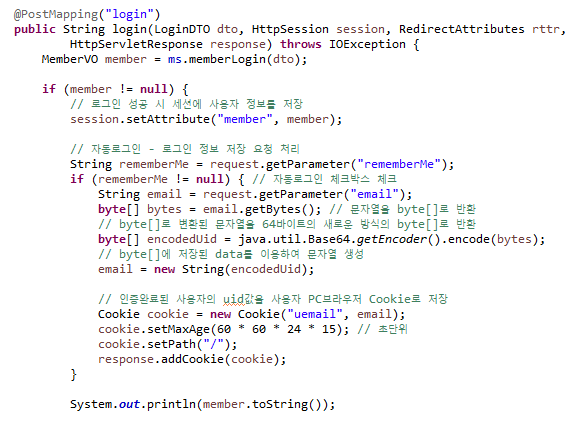 @PostMapping("login")
public String login(LoginDTO dto, HttpSession session, RedirectAttributes rttr,
HttpServletResponse response) throws IOException {
MemberVO member = ms.memberLogin(dto);
if (member != null) {
// 로그인 성공 시 세션에 사용자 정보를 저장
session.setAttribute("member", member);
// 자동로그인 - 로그인 정보 저장 요청 처리
String rememberMe = request.getParameter("rememberMe");
if (rememberMe != null) { // 자동로그인 체크박스 체크
String email = request.getParameter("email");
byte[] bytes = email.getBytes(); // 문자열을 byte[]로 반환
// byte[]로 변환된 문자열을 64바이트의 새로운 방식의 byte[]로 반환
byte[] encodedUid = java.util.Base64.getEncoder().encode(bytes);
// byte[]에 저장된 data를 이용하여 문자열 생성
email = new String(encodedUid);
// 인증완료된 사용자의 uid값을 사용자 PC브라우저 Cookie로 저장
Cookie cookie = new Cookie("uemail", email);
cookie.setMaxAge(60 * 60 * 24 * 15); // 초단위
cookie.setPath("/");
response.addCookie(cookie);
}
System.out.println(member.toString());